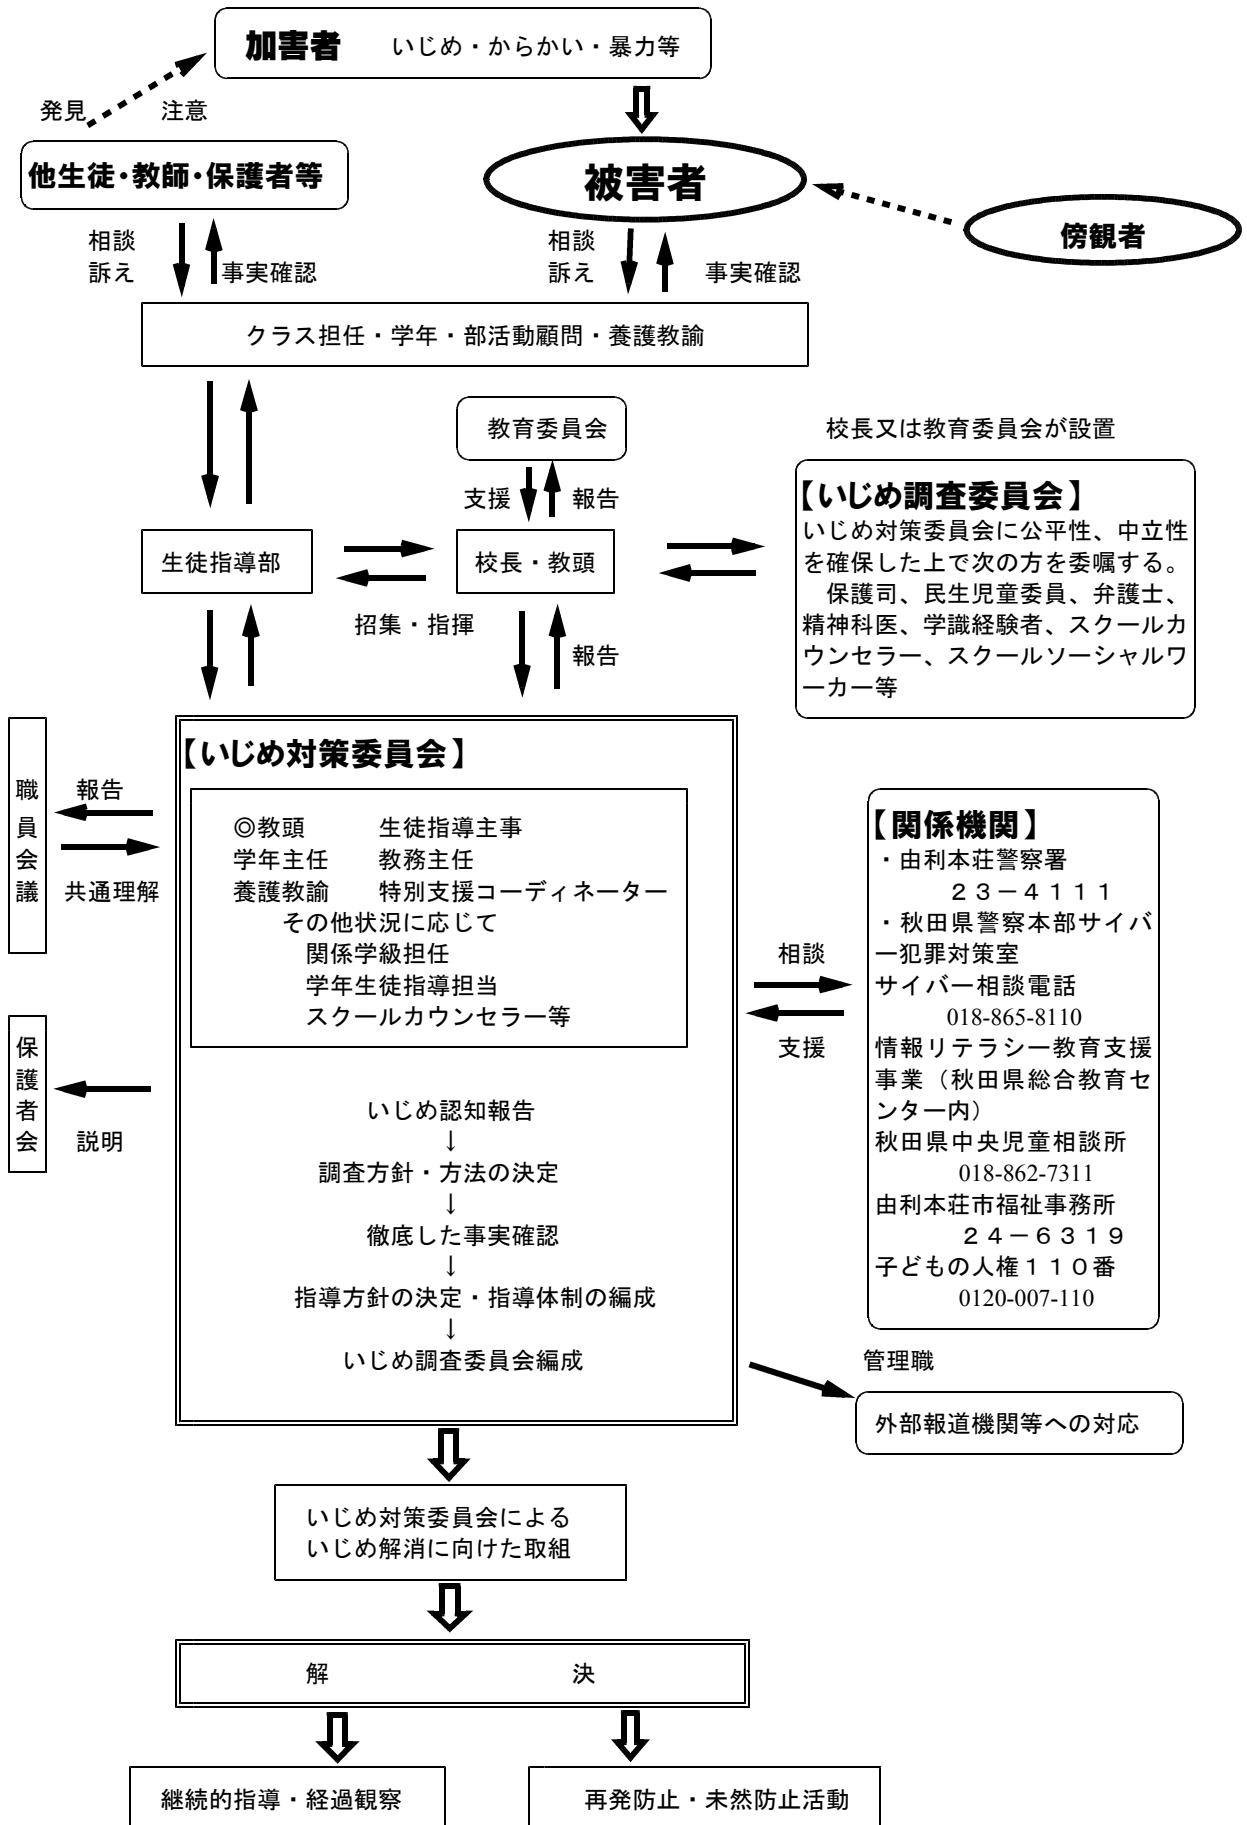 加害者　いじめ・からかい・暴力等
発見　注意
他生徒・教師・保護者等
被害者
傍観者
相談
訴え
事実確認
相談
訴え
事実確認
クラス担任・学年・部活動顧問・養護教諭
教育委員会
支援　報告
校長又は教育委員会が設置
【いじめ調査委員会】
いじめ対策委員会に公平性、中立性
を確保した上で次の方を委嘱する。
保護司、民生児童委員、弁護士、
精神科医、学識経験者、スクールカ
ウンセラー、スクールソーシャルワ
ーカー等
生徒指導部
校長・教頭
招集・指揮
報告
【いじめ対策委員会】
◎教頭　生徒指導主事
学年主任　教務主任
養護教諭　特別支援コーディネーター
その他状況に応じて
関係学級担任
学年生徒指導担当
スクールカウンセラー等
職員会議
報告
共通理解
保護者会
説明
いじめ認知報告
↓
調査方針・方法の決定
↓
徹底した事実確認
↓
指導方針の決定・指導体制の編成
↓
いじめ調査委員会編成
相談
支援
【関係機関】
・由利本荘警察署
２３－４１１１
・秋田県警察本部サイバ
ー犯罪対策室
サイバー相談電話
018-865-8110
情報リテラシー教育支援
事業（秋田県総合教育セ
ンター内）
秋田県中央児童相談所
018-862-7311
由利本荘市福祉事務所
２４－６３１９
子どもの人権１１０番
0120-007-110
管理職
外部報道機関等への対応
いじめ対策委員会による
いじめ解消に向けた取組
解　決
継続的指導・経過観察
再発防止・未然防止活動